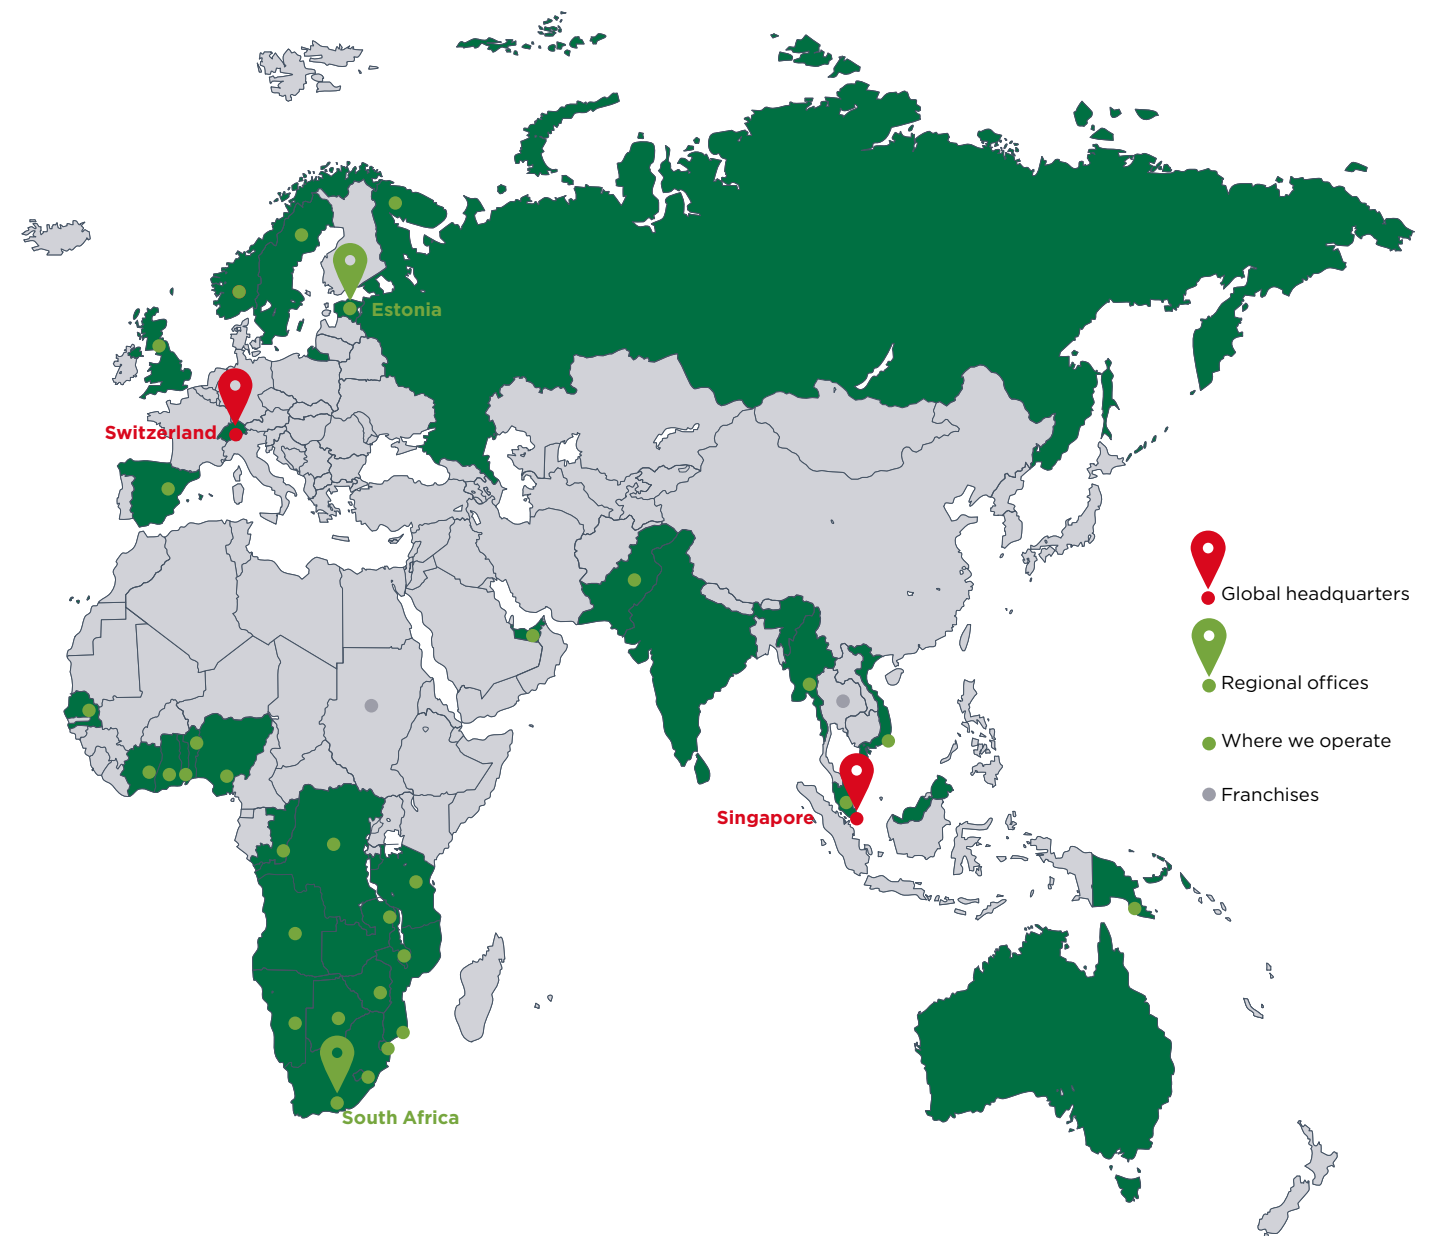 Estonia
Switzerland
Global headquarters
Regional offices
Where we operate
Franchises
Singapore
South Africa